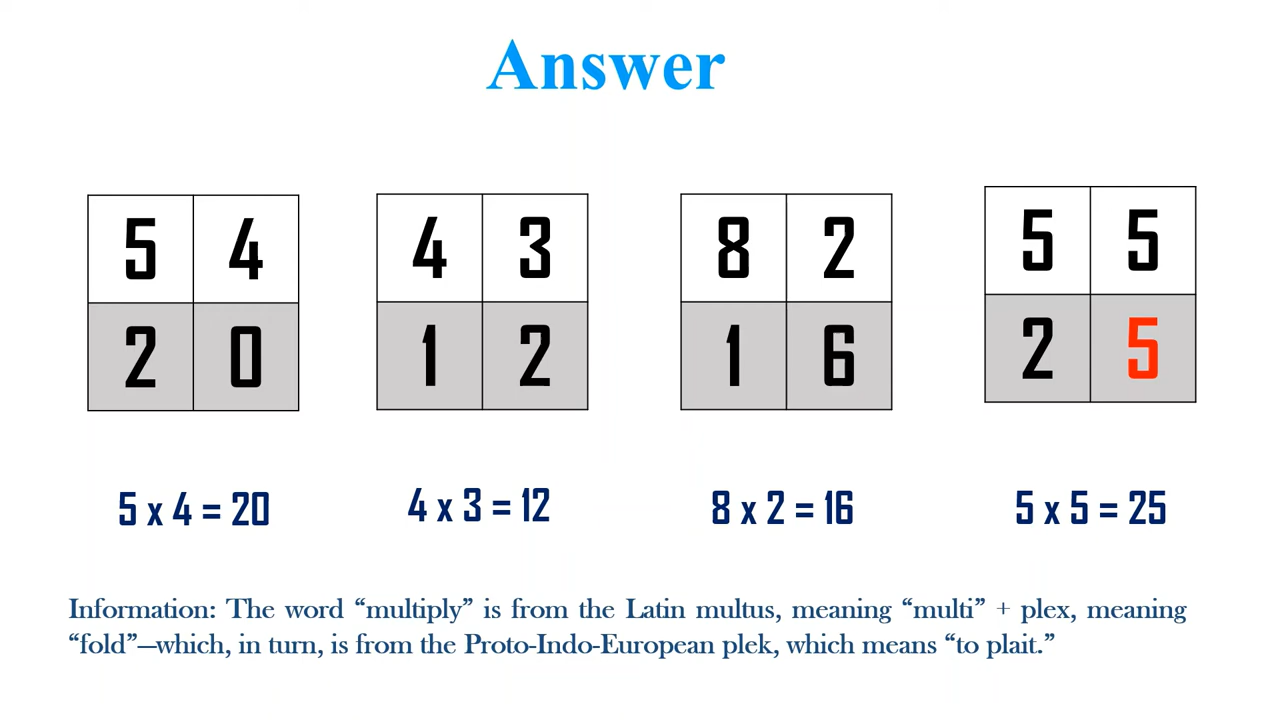 Answer
5 4
2 0
4 3
1 2
8 2
1 6
5 5
2 5
5 x 4 = 20
4 x 3 = 12
8 x 2 = 16
5 x 5 = 25
Information: The word “multiply” is from the Latin multus, meaning “multi” + plex, meaning
“fold”—which, in turn, is from the Proto-Indo-European plek, which means “to plait.”